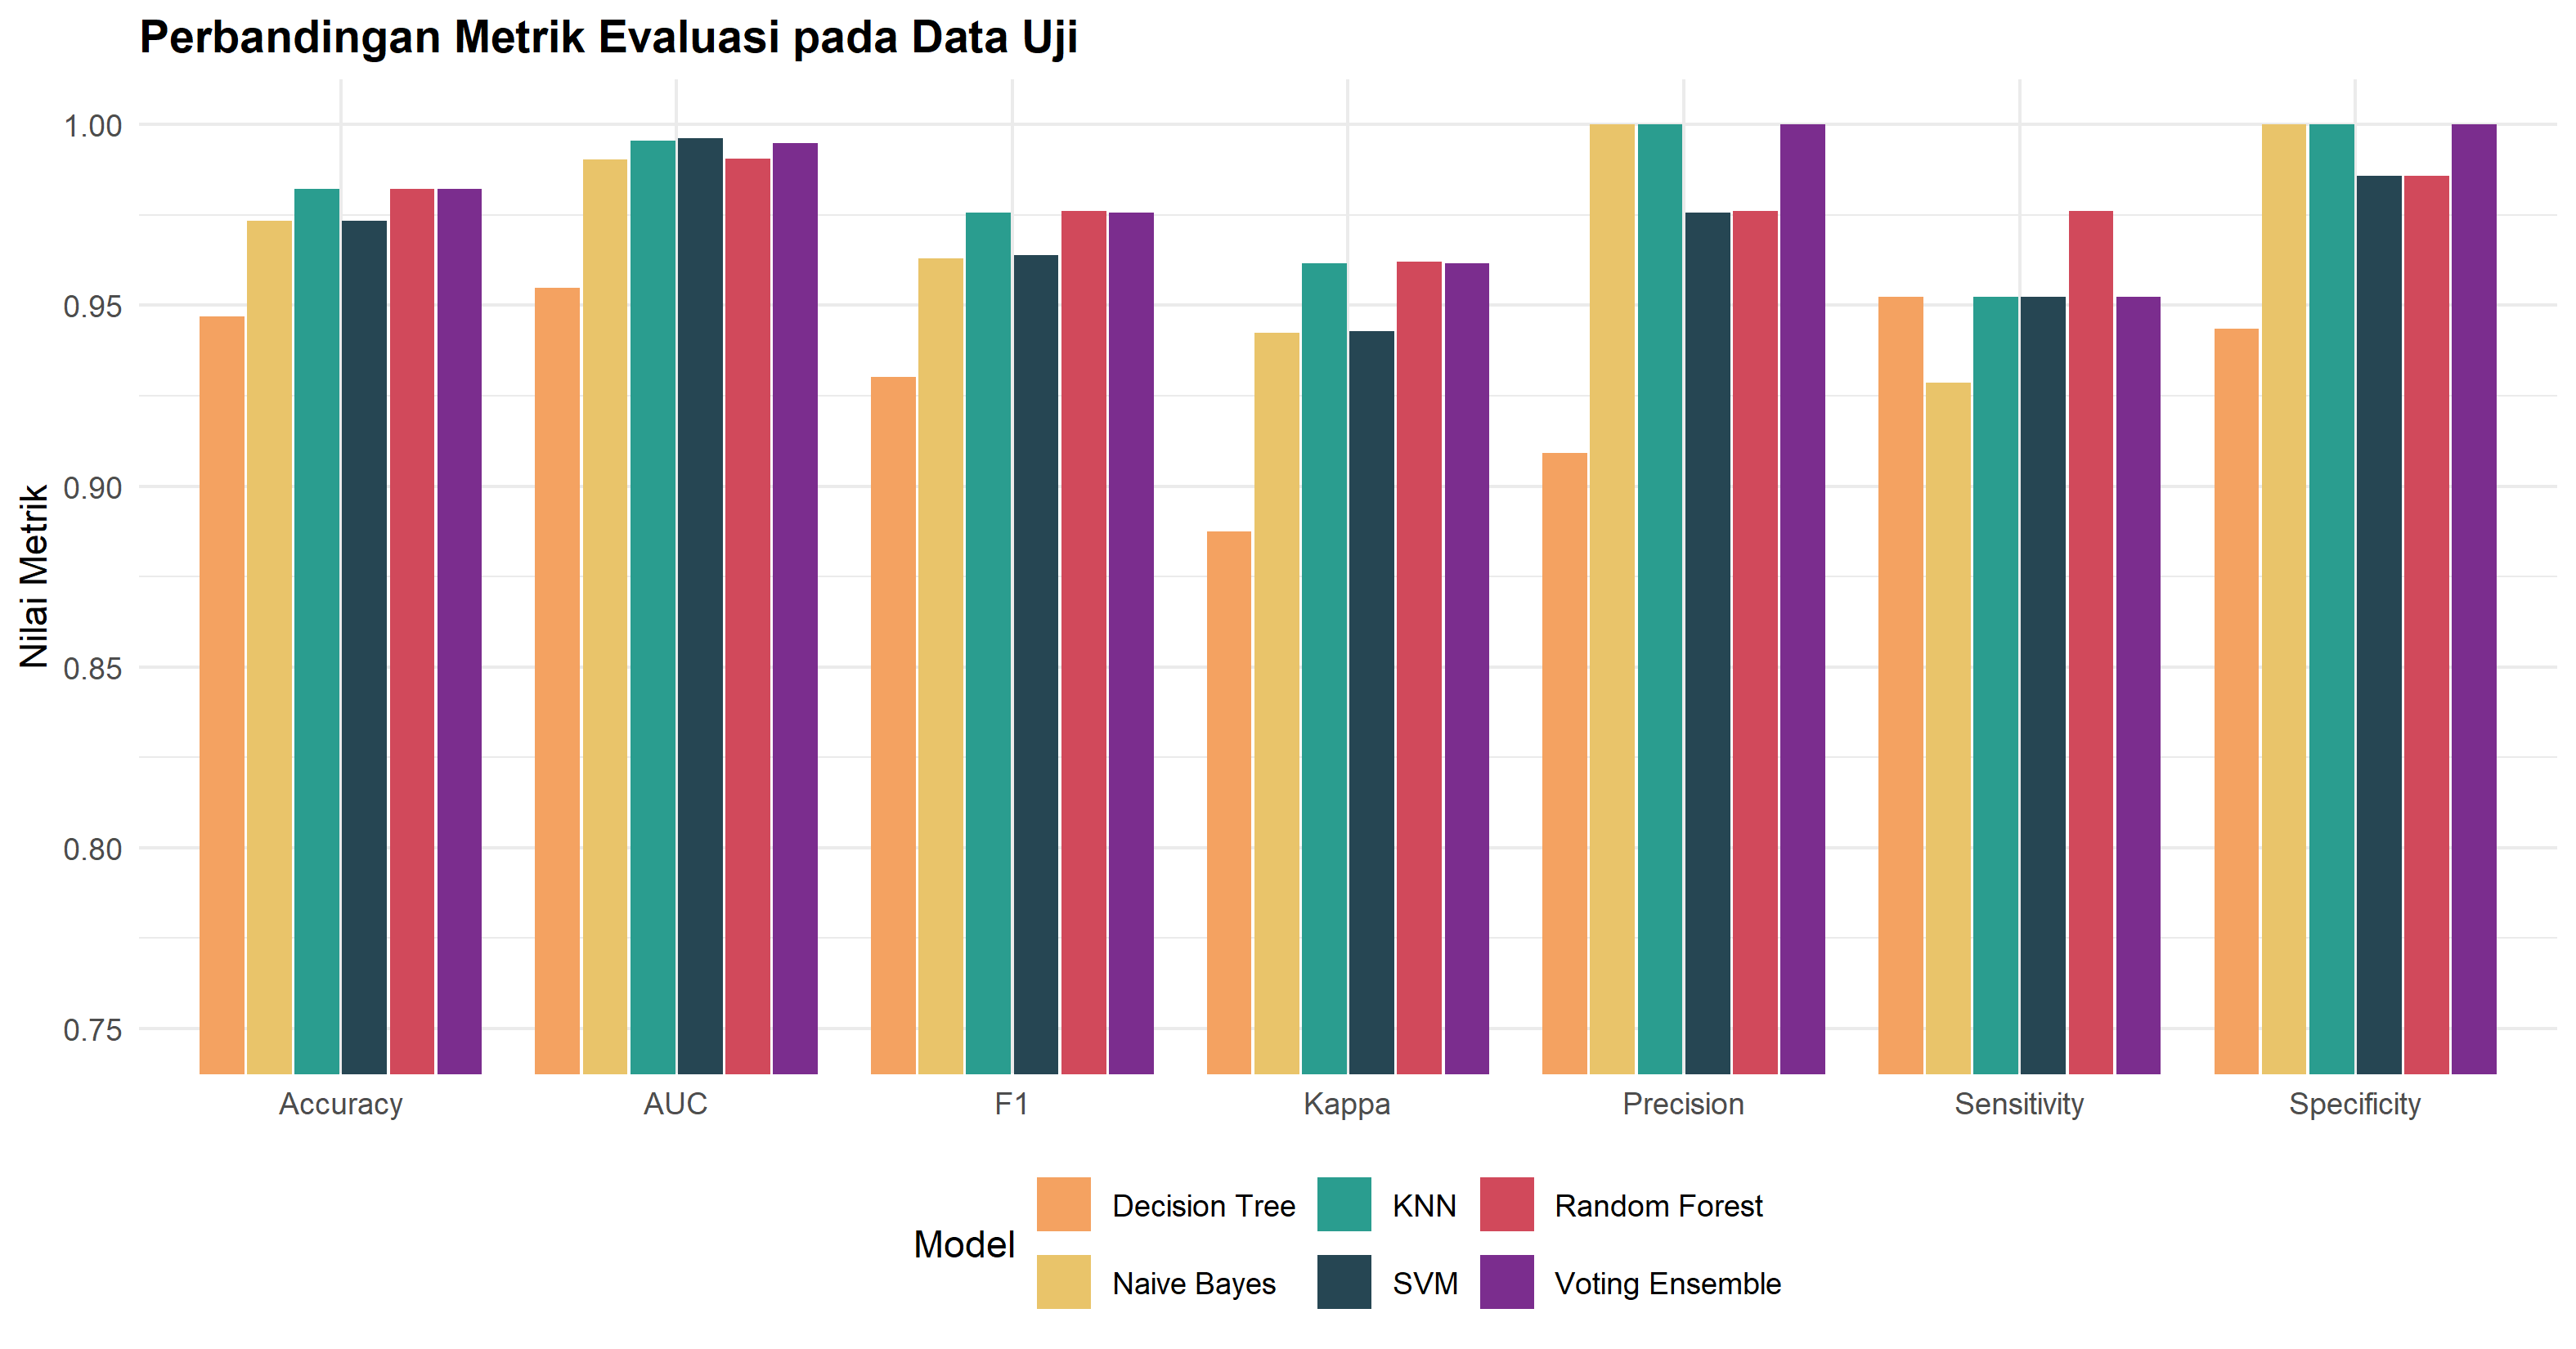 Perbandingan Metrik Evaluasi pada Data Uji
Nilai Metrik
1.00
0.95
0.90
0.85
0.80
0.75
Accuracy AUC F1 Kappa Precision Sensitivity Specificity
Model
Decision Tree KNN Random Forest
Naive Bayes SVM Voting Ensemble